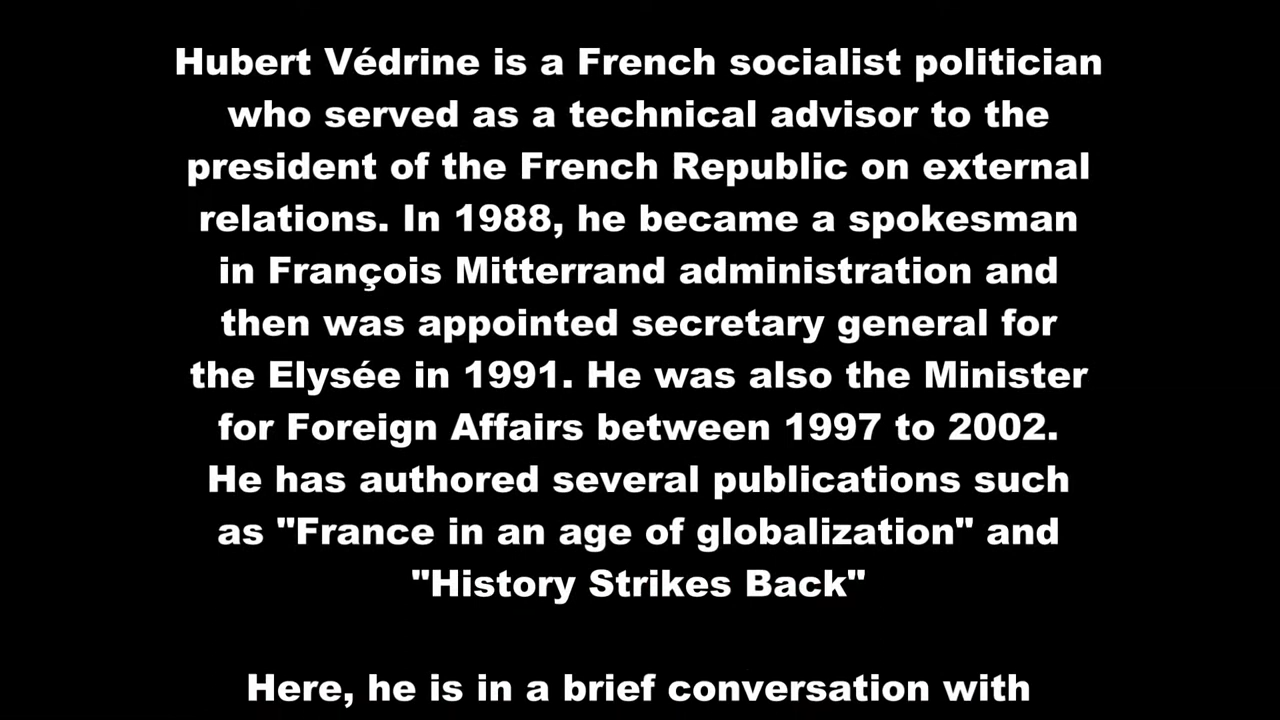 Hubert Védrine is a French socialist politician
who served as a technical advisor to the
president of the French Republic on external
relations. In 1988, he became a spokesman
in François Mitterrand administration and
then was appointed secretary general for
the Elysée in 1991. He was also the Minister
for Foreign Affairs between 1997 to 2002.
He has authored several publications such
as "France in an age of globalization" and
"History Strikes Back"
Here, he is in a brief conversation with